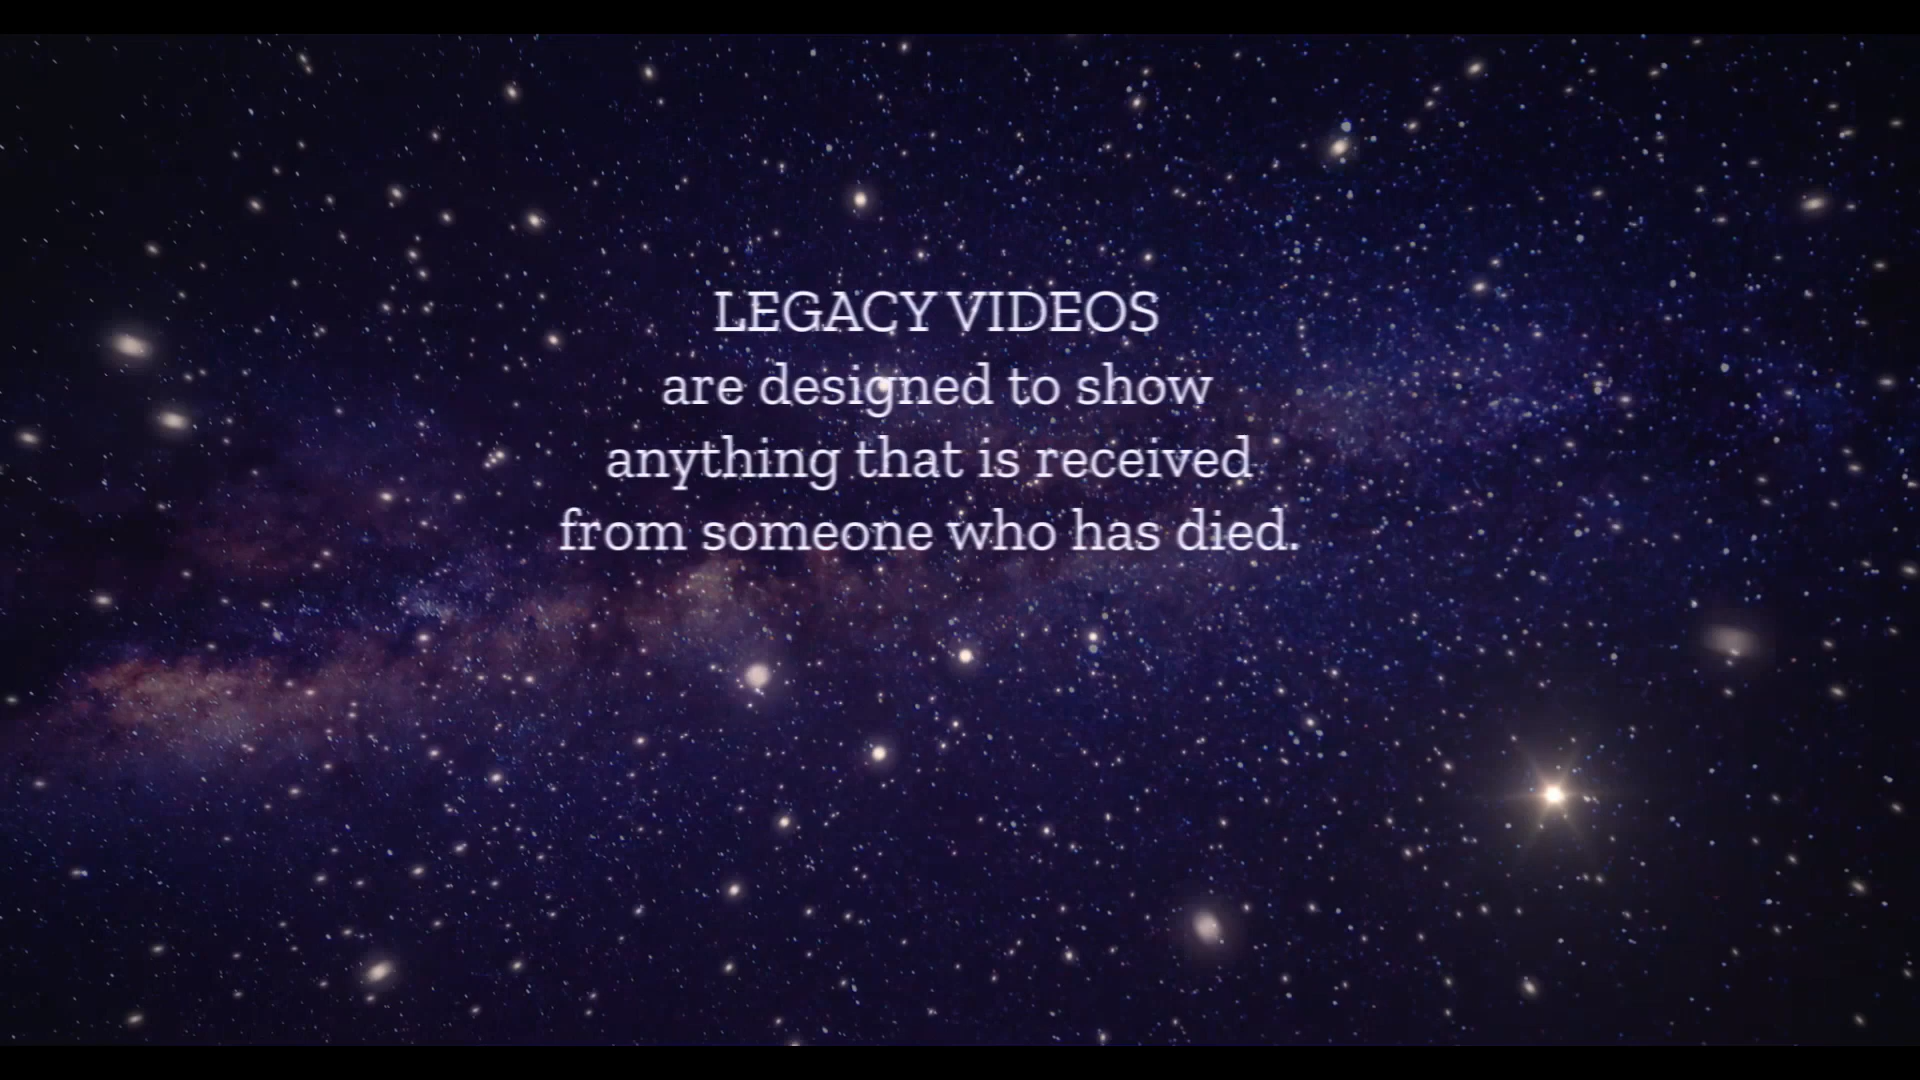 LEGACY VIDEOS
are designed to show
anything that is received
from someone who has died.